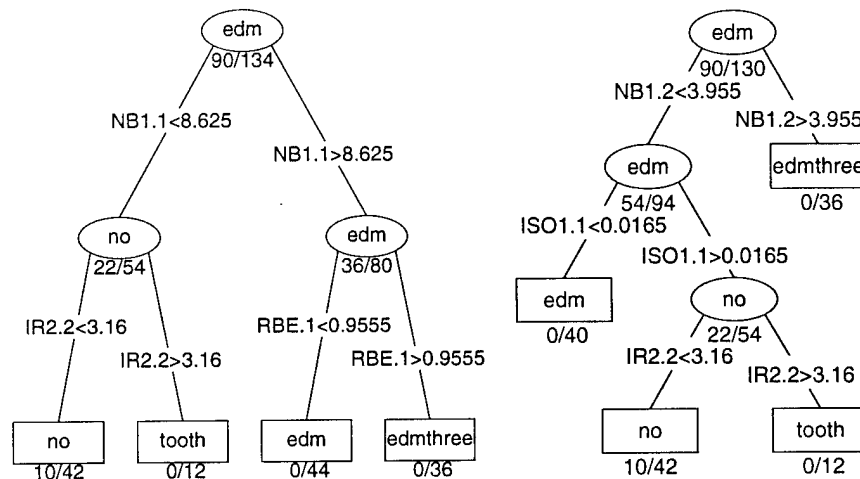 edm
90/134
NB1.1<8.625
NB1.1>8.625
no
22/54
edm
36/80
IR2.2<3.16
IR2.2>3.16
RBE.1<0.9555
RBE.1>0.9555
no
10/42
tooth
0/12
edm
0/44
edmthree
0/36
edm
90/130
NB1.2<3.955
NB1.2>3.955
edm
54/94
edmthree
0/36
ISO1.1<0.0165
ISO1.1>0.0165
edm
0/40
no
22/54
IR2.2<3.16
IR2.2>3.16
no
10/42
tooth
0/12